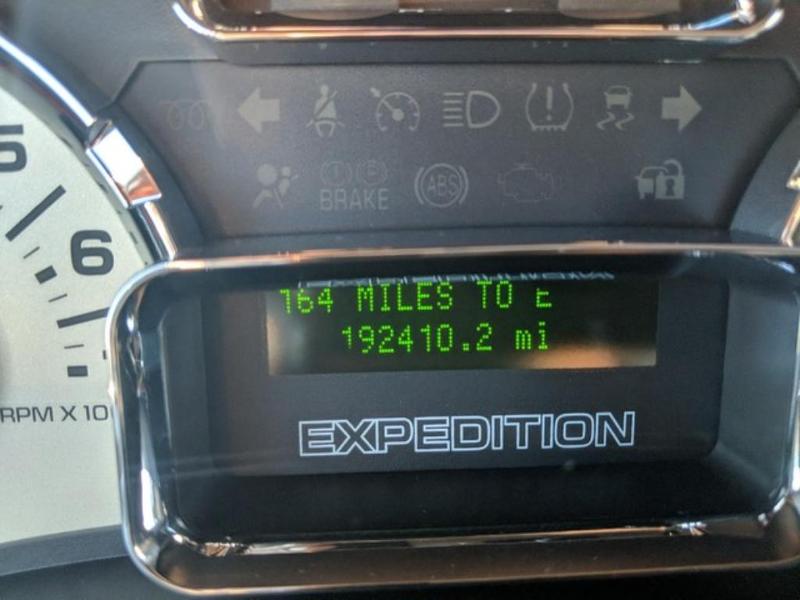 BRAKE
ABS
5
6
RPM X 10
164 MILES TO E
192410.2 mi
EXPEDITION